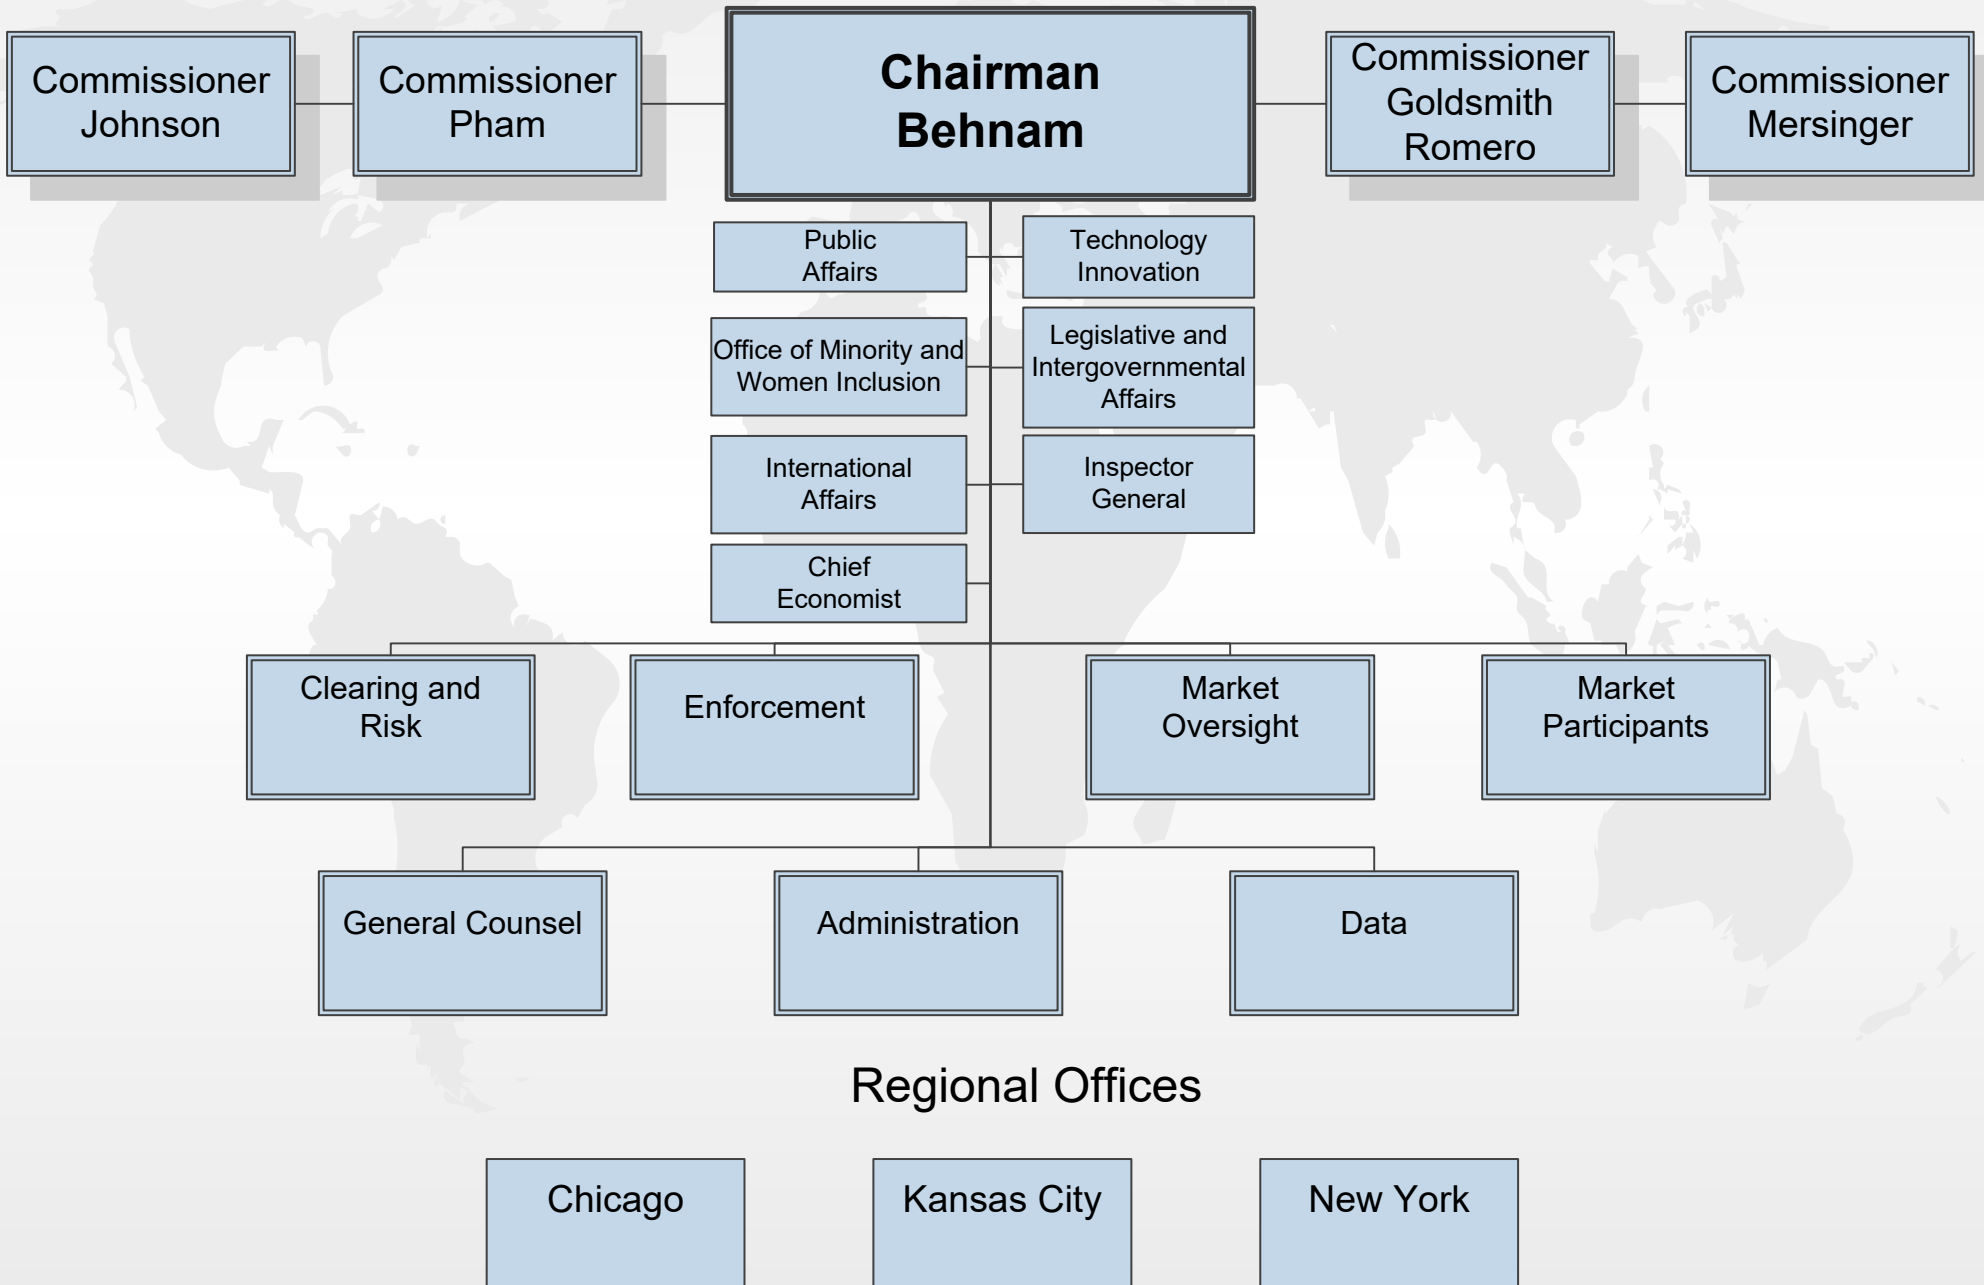 Commissioner
Johnson
Commissioner
Pham
Chairman
Behnam
Commissioner
Goldsmith
Romero
Commissioner
Mersinger
Public
Affairs
Technology
Innovation
Office of Minority and
Women Inclusion
Legislative and
Intergovernmental
Affairs
International
Affairs
Inspector
General
Chief
Economist
Clearing and
Risk
Enforcement
Market
Oversight
Market
Participants
General Counsel
Administration
Data
Regional Offices
Chicago
Kansas City
New York